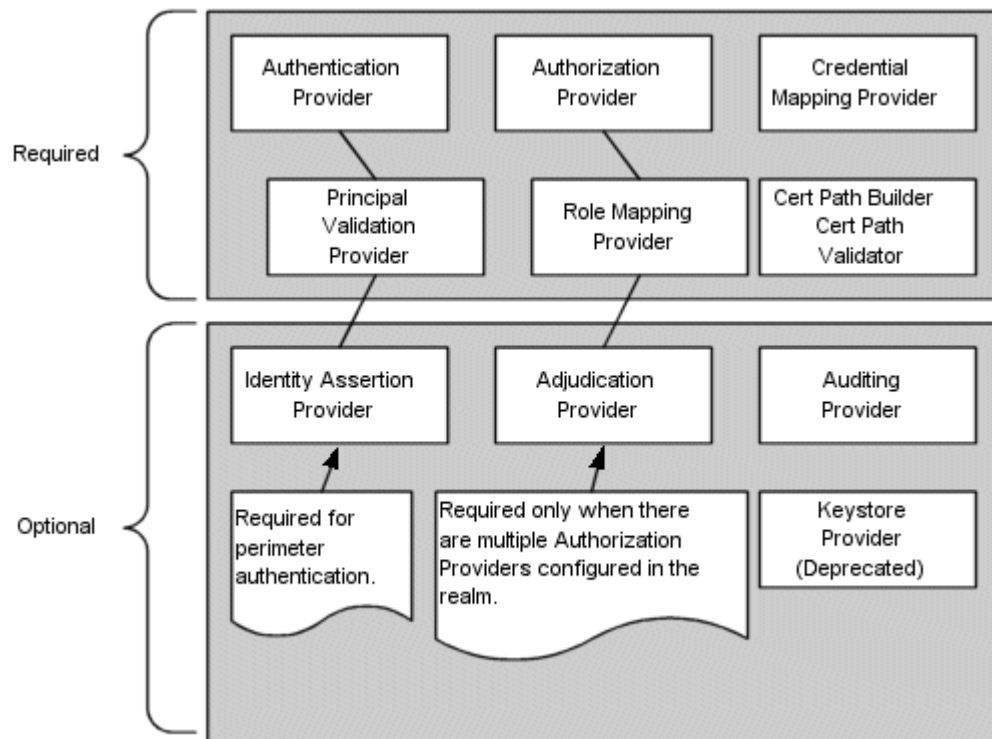 Required
Authentication
Provider
Authorization
Provider
Credential
Mapping Provider
Principal
Validation
Provider
Role Mapping
Provider
Cert Path Builder
Cert Path
Validator
Optional
Identity Assertion
Provider
Adjudication
Provider
Auditing
Provider
Required for
perimeter
authentication.
Required only when there
are multiple Authorization
Providers configured in the
realm.
Keystore
Provider
(Deprecated)